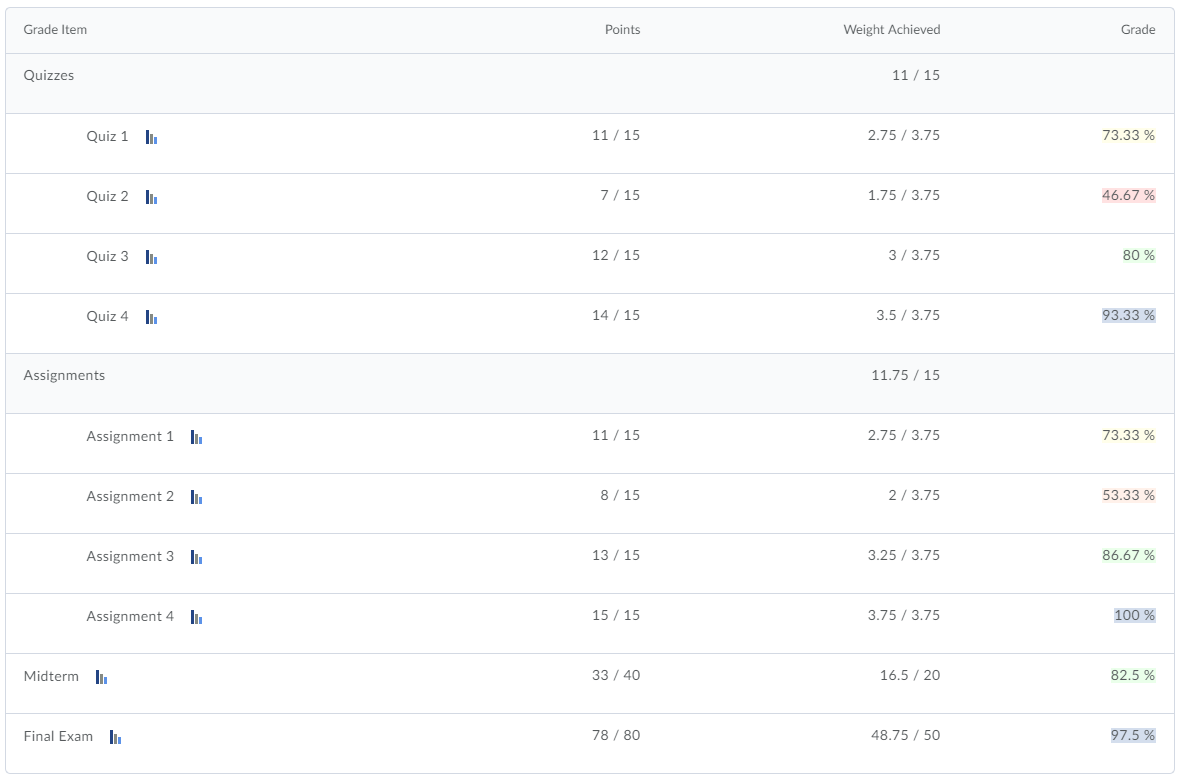 Grade Item Points Weight Achieved Grade
Quizzes 11 / 15
Quiz 1 11 / 15 2.75 / 3.75 73.33 %
Quiz 2 7 / 15 1.75 / 3.75 46.67 %
Quiz 3 12 / 15 3 / 3.75 80 %
Quiz 4 14 / 15 3.5 / 3.75 93.33 %
Assignments 11.75 / 15
Assignment 1 11 / 15 2.75 / 3.75 73.33 %
Assignment 2 8 / 15 2 / 3.75 53.33 %
Assignment 3 13 / 15 3.25 / 3.75 86.67 %
Assignment 4 15 / 15 3.75 / 3.75 100 %
Midterm 33 / 40 16.5 / 20 82.5 %
Final Exam 78 / 80 48.75 / 50 97.5 %